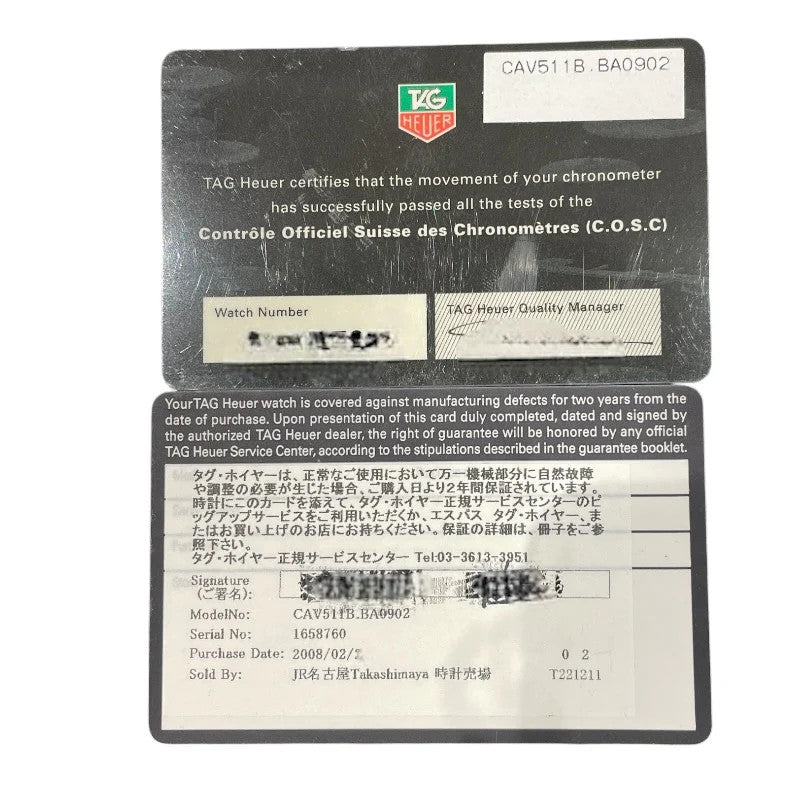 CAV511B.BA0902
TAG
HEUER
TAG Heuer certifies that the movement of your chronometer
has successfully passed all the tests of the
Contrôle Officiel Suisse des Chronomètres (C.O.S.C)
Watch Number
TAG Heuer Quality Manager
YourTAG Heuer watch is covered against manufacturing defects for two years from the
date of purchase. Upon presentation of this card duly completed, dated and signed by
the authorized TAG Heuer dealer, the right of guarantee will be honored by any official
TAG Heuer Service Center, according to the stipulations described in the guarantee booklet.
タグ・ホイヤーは、正常なご使用において万一機械部分に自然故障
や調整の必要が生じた場合、ご購入日より2年間保証されています。
時計にこのカードを添えて、タグ・ホイヤー正規サービスセンターのピ
ッグアップサービスをご利用いただくか、エスパス タグ・ホイヤー、ま
たはお買い上げのお店にお持ちください。保証の詳細は、冊子をご参
照下さい。
タグ・ホイヤー正規サービスセンター Tel:03-3613-3951
Signature
(ご署名):
ModelNo: CAV511B.BA0902
Serial No: 1658760
Purchase Date: 2008/02/2 0 2
Sold By: JR名古屋Takashimaya 時計売場 T221211